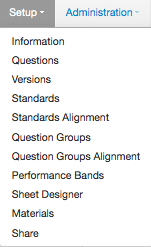 Setup Administration
Information
Questions
Versions
Standards
Standards Alignment
Question Groups
Question Groups Alignment
Performance Bands
Sheet Designer
Materials
Share